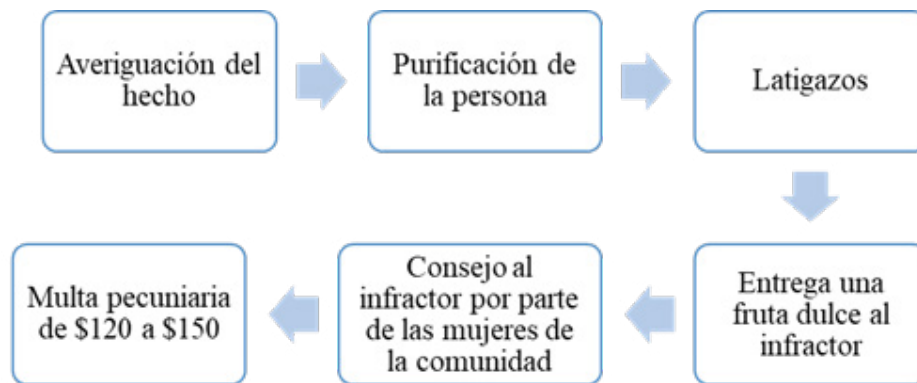 Averiguación del
hecho
Purificación de
la persona
Latigazos
Entrega una
fruta dulce al
infractor
Consejo al
infractor por parte
de las mujeres de
la comunidad
Multa pecuniaria
de $120 a $150